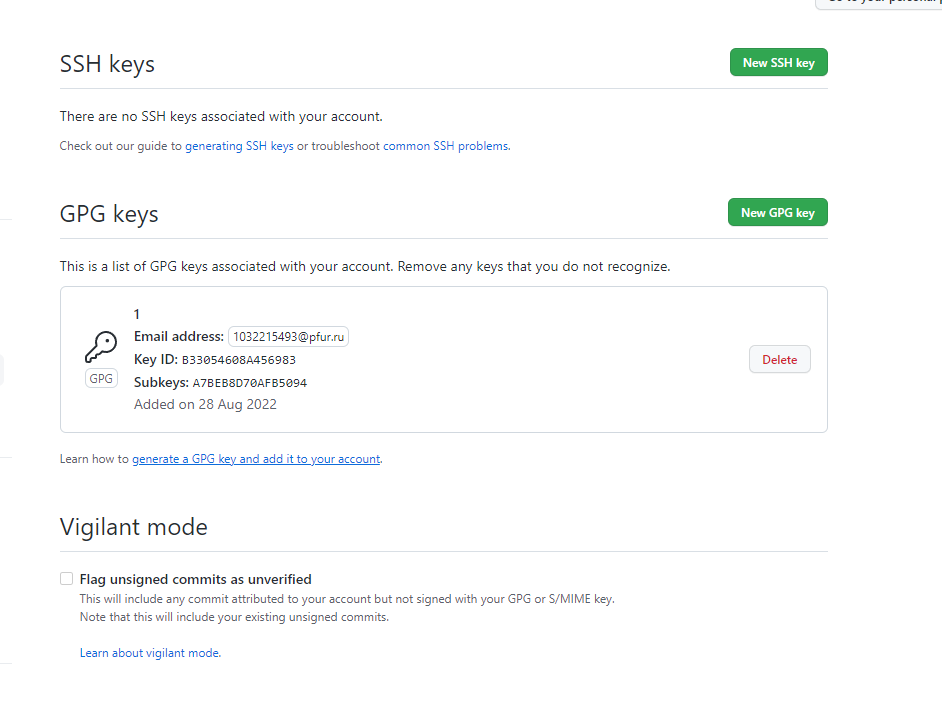 SSH keys
New SSH key
There are no SSH keys associated with your account.
Check out our guide to generating SSH keys or troubleshoot common SSH problems.
GPG keys
New GPG key
This is a list of GPG keys associated with your account. Remove any keys that you do not recognize.
1
Email address: 1032215493@pfur.ru
Key ID: B33054608A456983
Subkeys: A7BEB8D70AFB5094
Added on 28 Aug 2022
GPG
Delete
Learn how to generate a GPG key and add it to your account.
Vigilant mode
Flag unsigned commits as unverified
This will include any commit attributed to your account but not signed with your GPG or S/MIME key.
Note that this will include your existing unsigned commits.
Learn about vigilant mode.